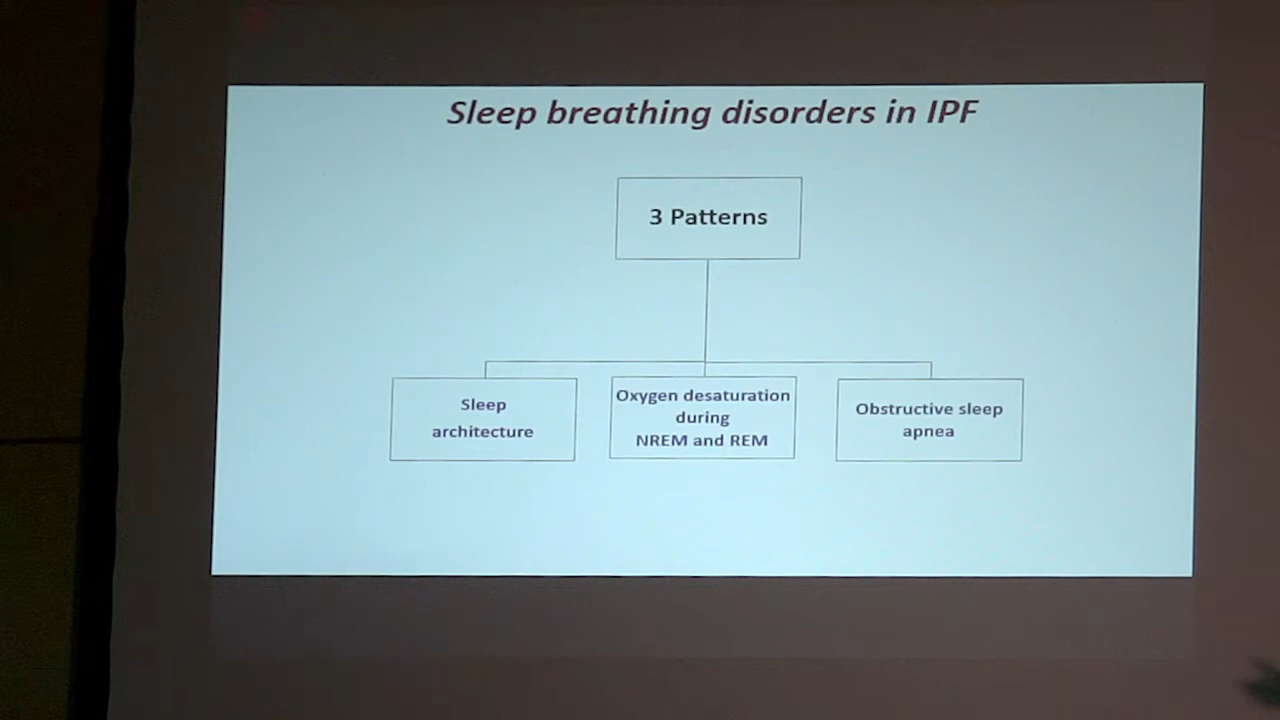 Sleep breathing disorders in IPF
3 Patterns
Sleep
architecture
Oxygen desaturation
during
NREM and REM
Obstructive sleep
apnea